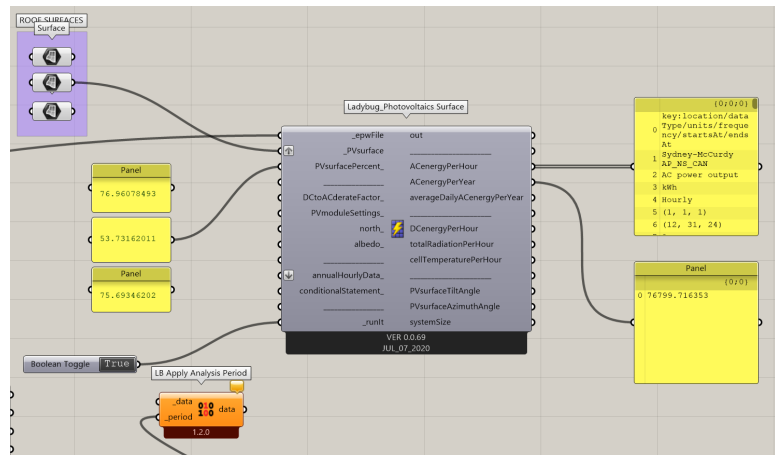 ROOF SURFACES
Surface
Ladybug_Photovoltaics Surface
_epwFile
out
_PVsurface
PVsurfacePercent_
ACenergyPerHour
ACenergyPerYear
DCtoACderateFactor_
averageDailyACenergyPerYear
PVmoduleSettings_
north_
DCenergyPerHour
albedo_
totalRadiationPerHour
cellTemperaturePerHour
annualHourlyData_
conditionalStatement_
PVsurfaceTiltAngle
PVsurfaceAzimuthAngle
_runIt
systemSize
VER 0.0.69
JUL_07_2020
Panel
76.96078493
53.73162011
Panel
75.69346202
Boolean Toggle
True
LB Apply Analysis Period
_data
_period
010
100
data
1.2.0
{0;0;0}
0 key:location/data
Type/units/freque
ncy/startsAt/ends
At
1 Sydney-McCurdy
AP_NS_CAN
2 AC power output
3 kWh
4 Hourly
5 (1, 1, 1)
6 (12, 31, 24)
Panel
{0;0}
0 76799.716353